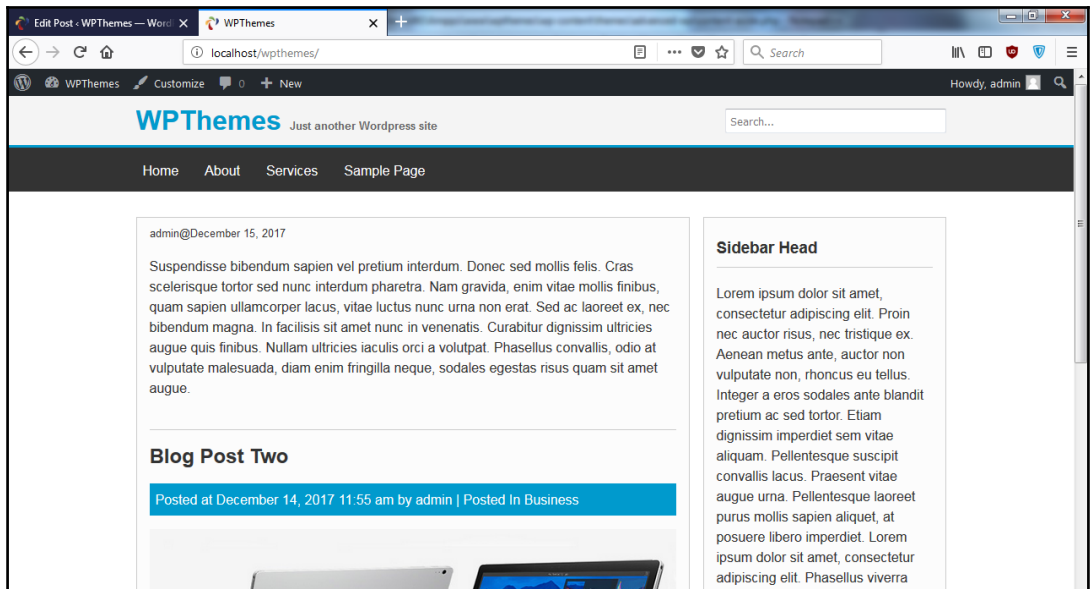 Edit Post ‹ WPThemes — Word
WPThemes
localhost/wpthemes/
Search
WPThemes Customize 0 New
Howdy, admin
WPThemes Just another Wordpress site
Search...
Home About Services Sample Page
admin@December 15, 2017
Suspendisse bibendum sapien vel pretium interdum. Donec sed mollis felis. Cras
scelerisque tortor sed nunc interdum pharetra. Nam gravida, enim vitae mollis finibus,
quam sapien ullamcorper lacus, vitae luctus nunc urna non erat. Sed ac laoreet ex, nec
bibendum magna. In facilisis sit amet nunc in venenatis. Curabitur dignissim ultricies
augue quis finibus. Nullam ultricies iaculis orci a volutpat. Phasellus convallis, odio at
vulputate malesuada, diam enim fringilla neque, sodales egestas risus quam sit amet
augue.
Blog Post Two
Posted at December 14, 2017 11:55 am by admin | Posted In Business
Sidebar Head
Lorem ipsum dolor sit amet,
consectetur adipiscing elit. Proin
nec auctor risus, nec tristique ex.
Aenean metus ante, auctor non
vulputate non, rhoncus eu tellus.
Integer a eros sodales ante blandit
pretium ac sed tortor. Etiam
dignissim imperdiet sem vitae
aliquam. Pellentesque suscipit
convallis lacus. Praesent vitae
augue urna. Pellentesque laoreet
purus mollis sapien aliquet, at
posuere libero imperdiet. Lorem
ipsum dolor sit amet, consectetur
adipiscing elit. Phasellus viverra